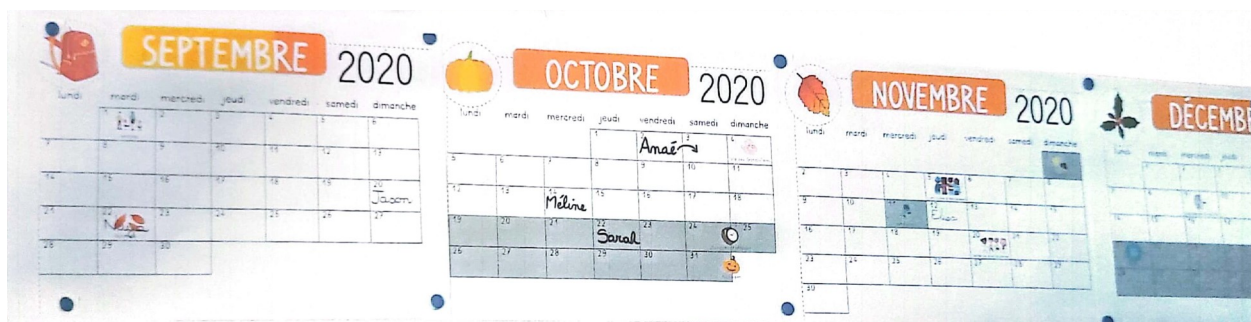 SEPTEMBRE 2020
lundi mardi mercredi jeudi vendredi samedi dimanche
1 2 3 4 5 6
7 8 9 10 11 12 13
14 15 16 17 18 19 20
Jason
21 22 23 24 25 26 27
28 29 30
OCTOBRE 2020
lundi mardi mercredi jeudi vendredi samedi dimanche
1 2 3 4
Anaé
5 6 7 8 9 10 11
12 13 14 15 16 17 18
Méline
19 20 21 22 23 24 25
Sarah
26 27 28 29 30 31
NOVEMBRE 2020
lundi mardi mercredi jeudi vendredi samedi dimanche
2 3 4 5 6 7 8
9 10 11 12 13 14 15
16 17 18 19 20 21 22
23 24 25 26 27 28 29
30
DÉCEMB
lundi mardi mercredi jeudi